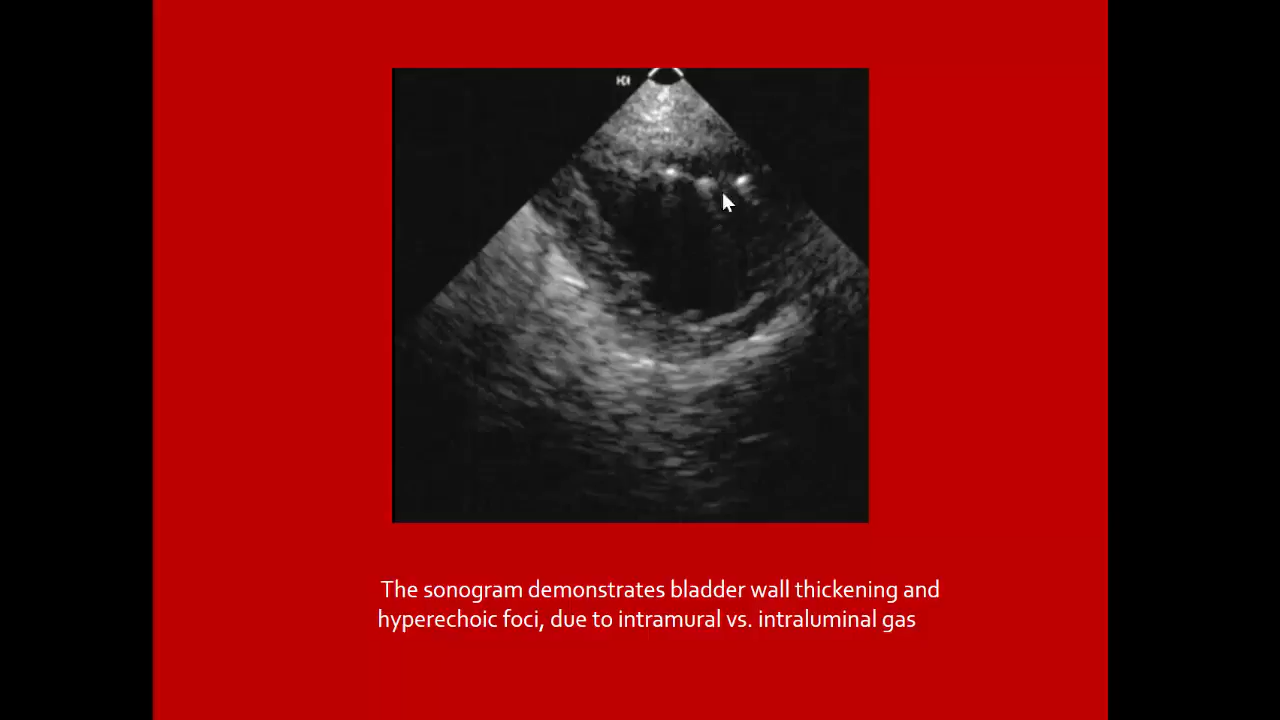 The sonogram demonstrates bladder wall thickening and
hyperechoic foci, due to intramural vs. intraluminal gas